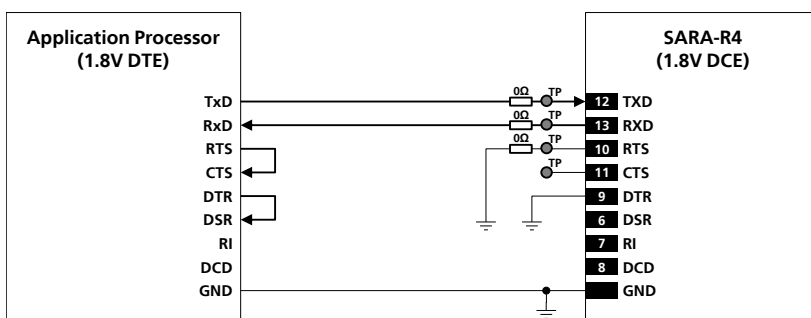 Application Processor
(1.8V DTE)
SARA-R4
(1.8V DCE)
TxD 0Ω TP 12 TXD
RxD 0Ω TP 13 RXD
RTS 0Ω TP 10 RTS
CTS TP 11 CTS
DTR 9 DTR
DSR 6 DSR
RI 7 RI
DCD 8 DCD
GND GND